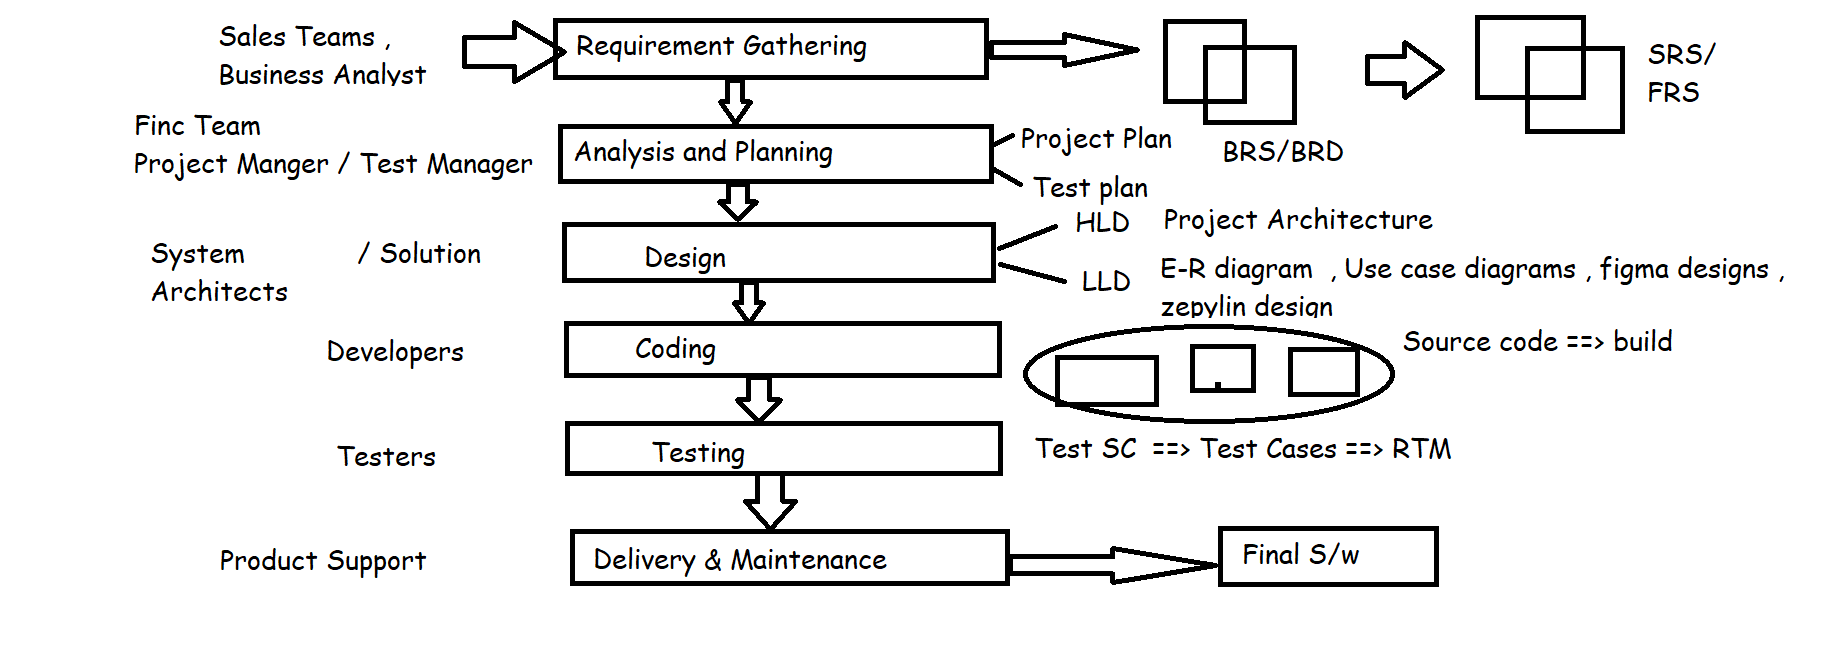 Sales Teams ,
Business Analyst
Requirement Gathering
SRS/
FRS
BRS/BRD
Finc Team
Project Manger / Test Manager
Analysis and Planning
Project Plan
Test plan
System / Solution
Architects
Design
HLD Project Architecture
LLD E-R diagram , Use case diagrams , figma designs ,
zepylin design
Developers
Coding
Source code ==> build
Testers
Testing
Test SC ==> Test Cases ==> RTM
Product Support
Delivery & Maintenance
Final S/w